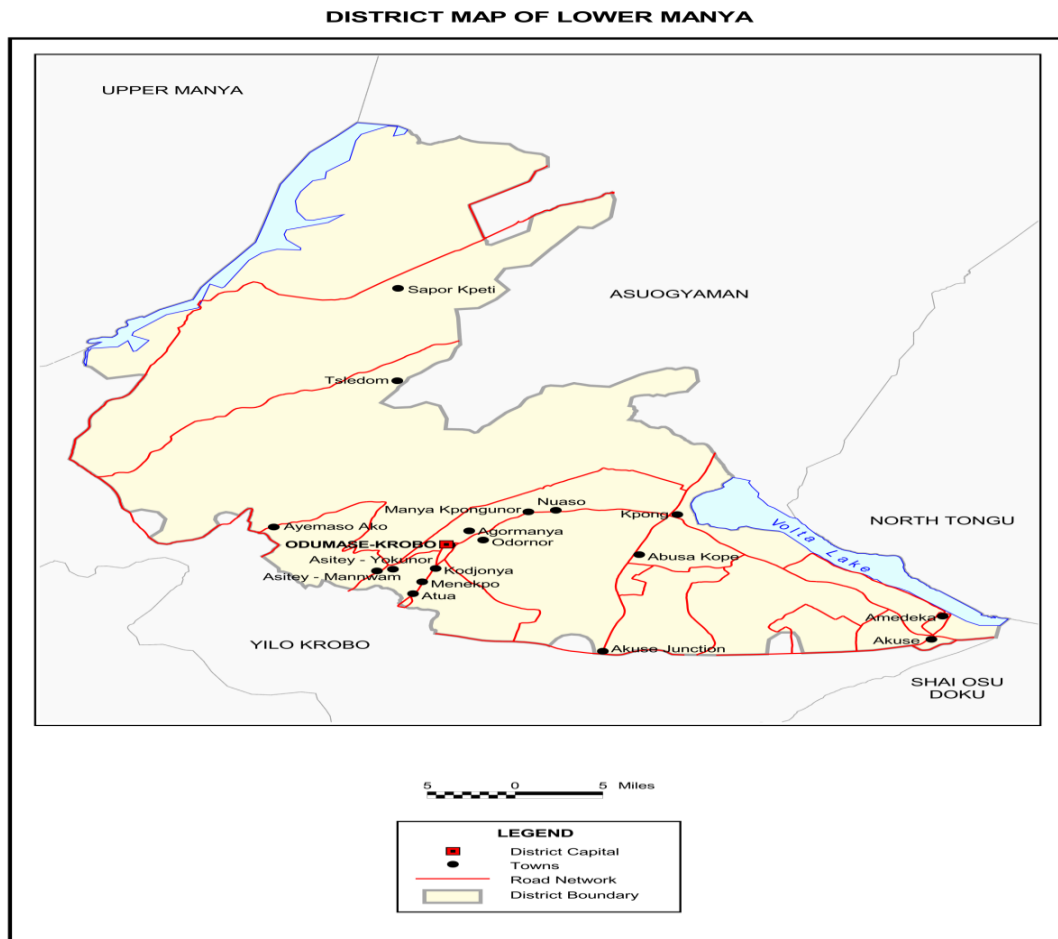 DISTRICT MAP OF LOWER MANYA
UPPER MANYA
Sapor Kpeti
ASUOGYAMAN
Tsledom
Manya Kpongunor
Nuaso
Kpong
Volta Lake
NORTH TONGU
Ayemaso Ako
Agormanya
ODUMASE-KROBO
Odornor
Abusa Kope
Asitey - Yokunor
Kodjonya
Asitey - Mannwam
Menekpo
Atua
Amedeka
YILO KROBO
Akuse Junction
Akuse
SHAI OSU
DOKU
5 0 5 Miles
LEGEND
District Capital
Towns
Road Network
District Boundary